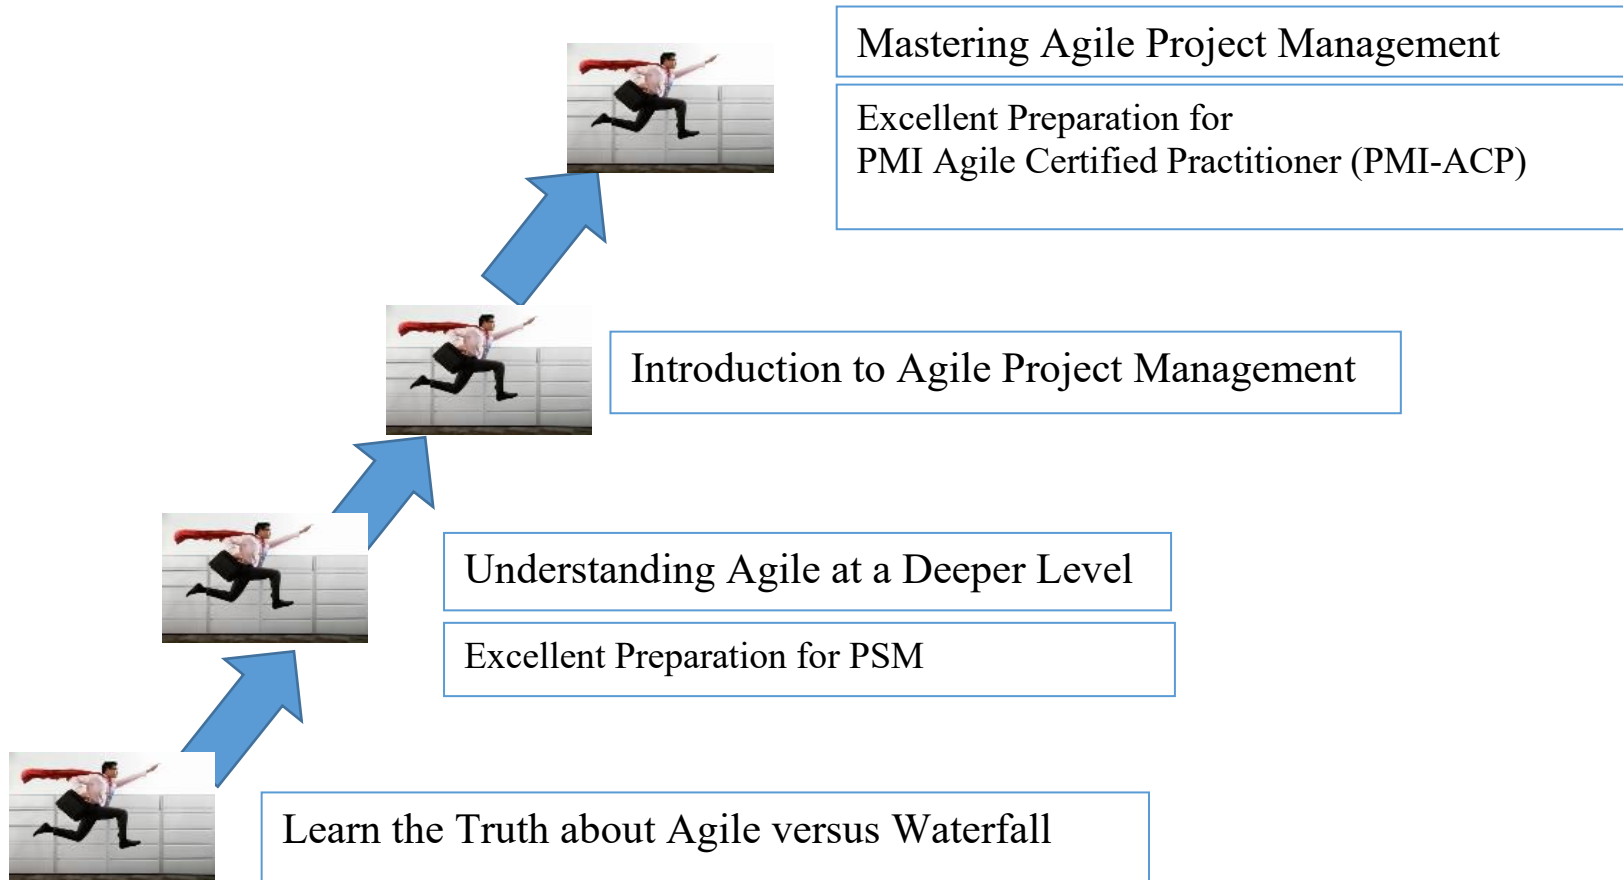 Mastering Agile Project Management
Excellent Preparation for
PMI Agile Certified Practitioner (PMI-ACP)
Introduction to Agile Project Management
Understanding Agile at a Deeper Level
Excellent Preparation for PSM
Learn the Truth about Agile versus Waterfall